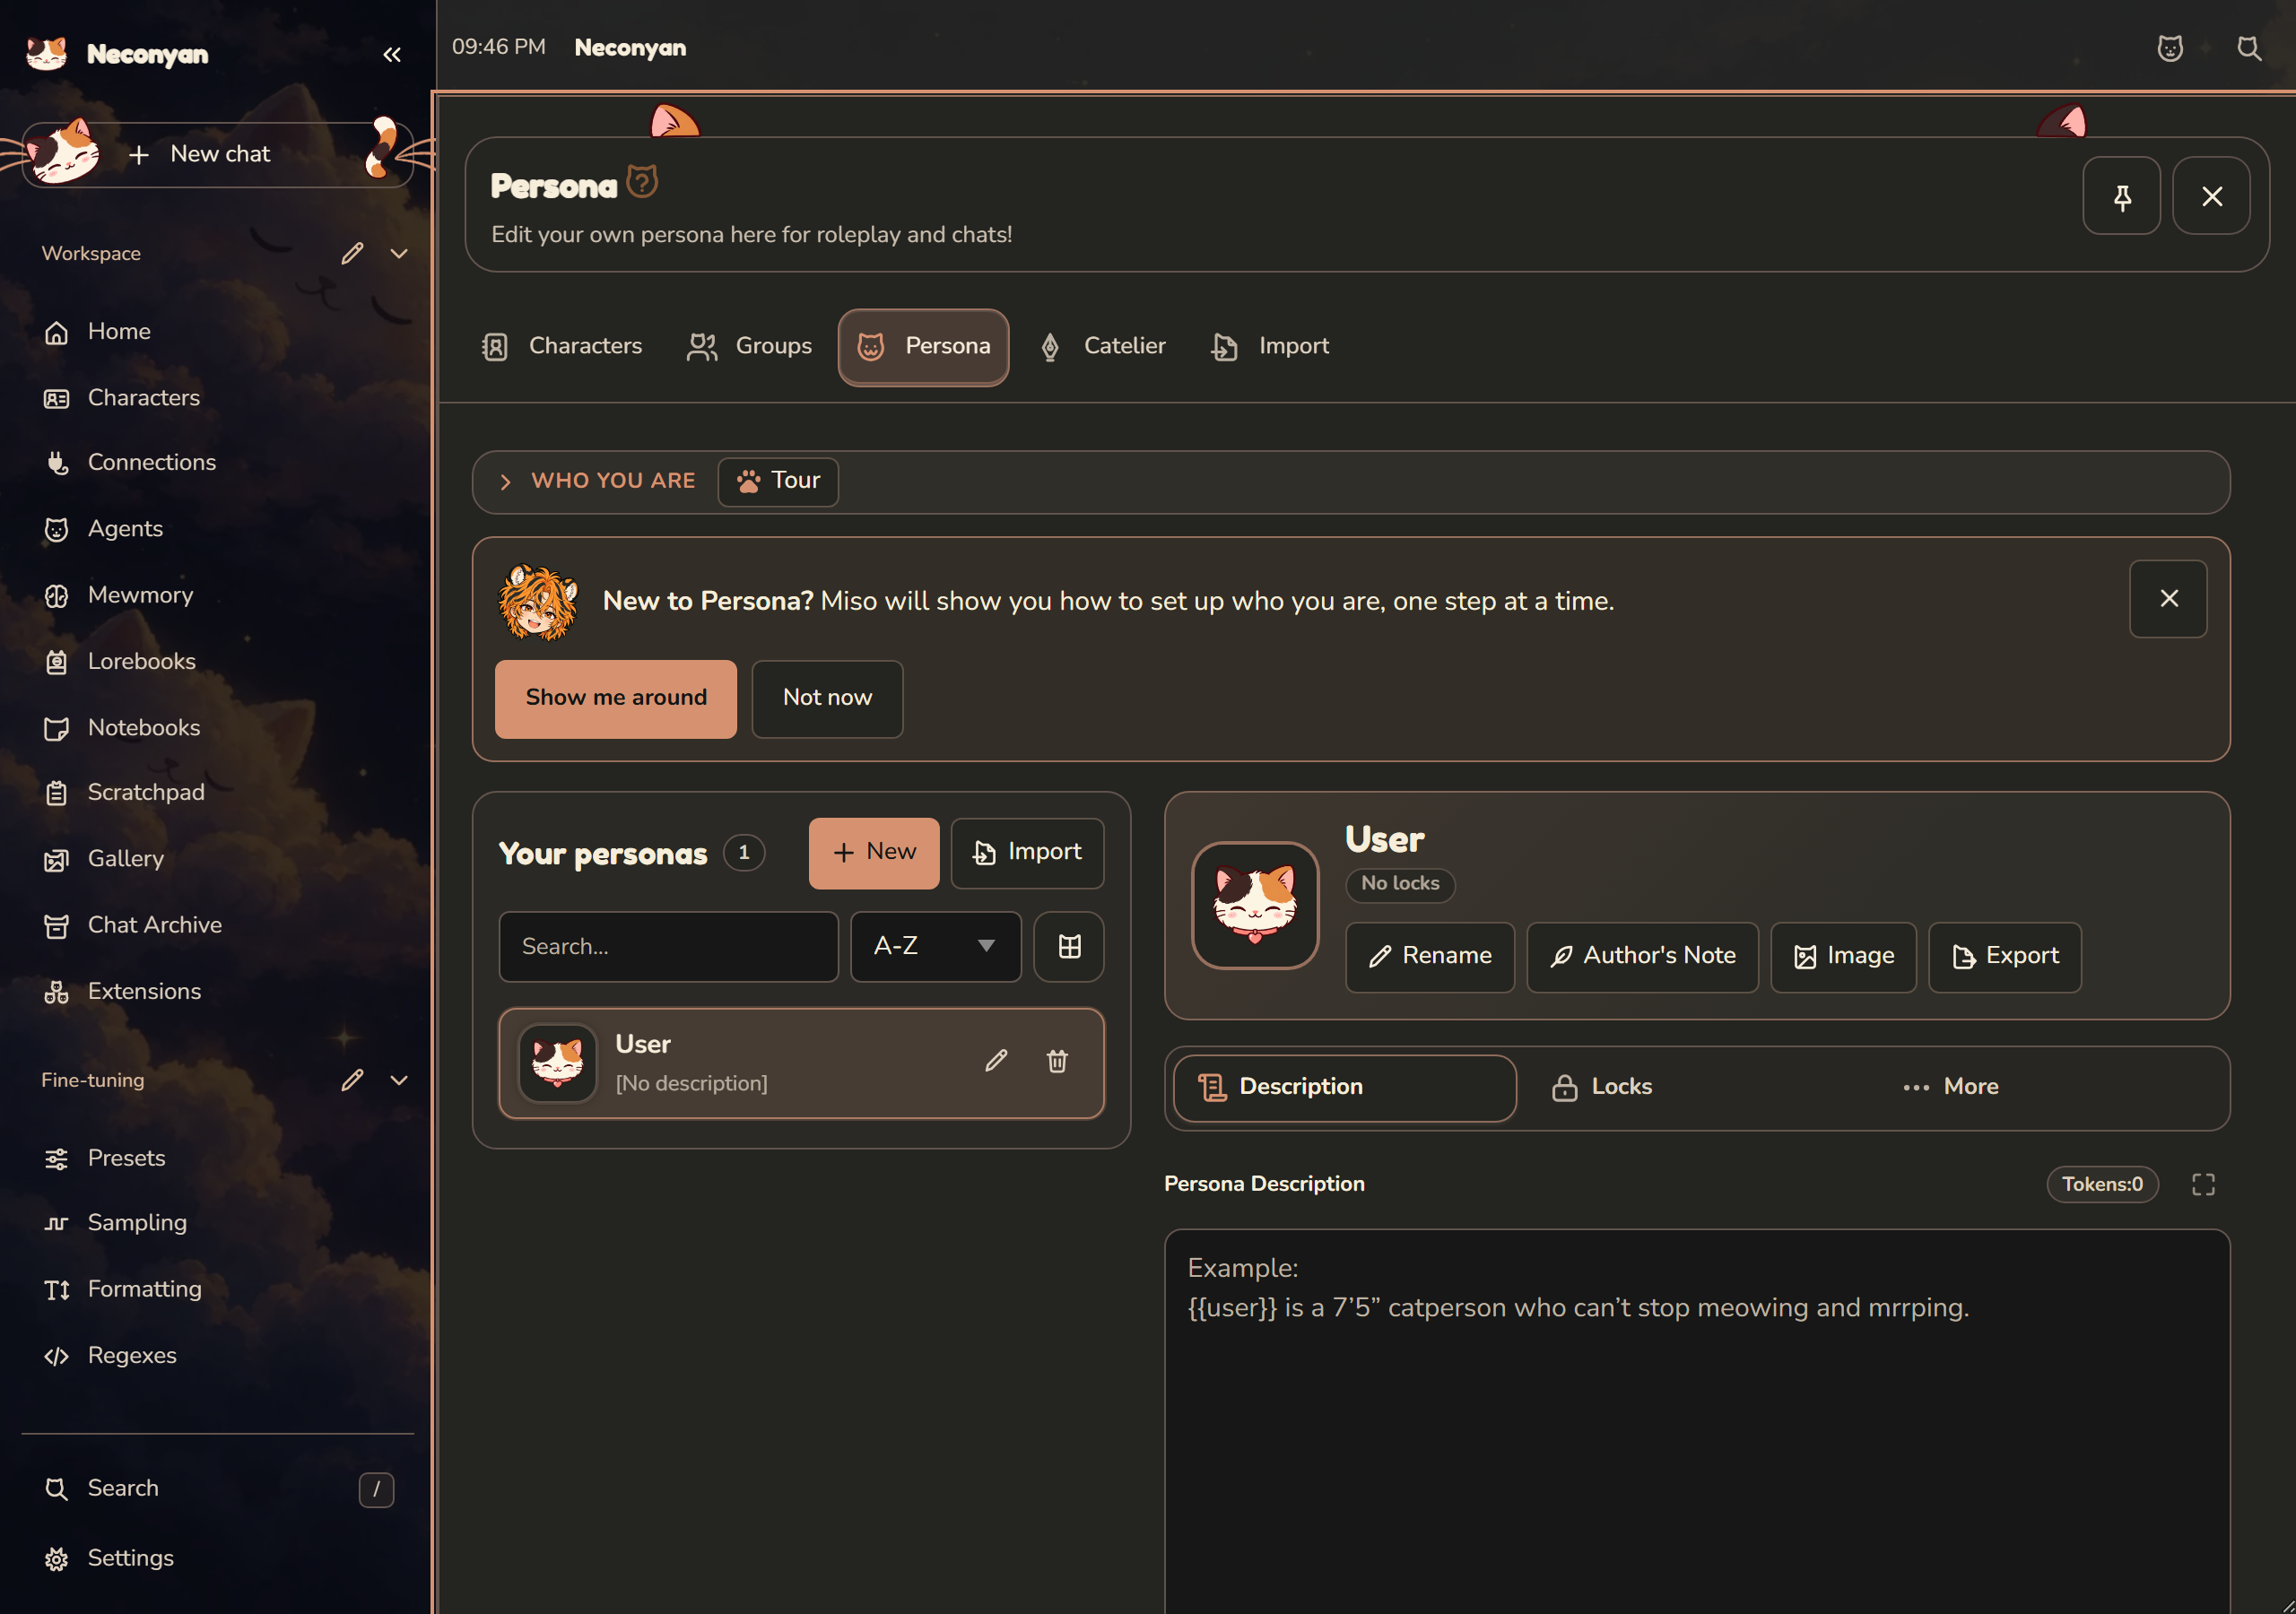 Neconyan
New chat
Workspace
Home
Characters
Connections
Agents
Mewmory
Lorebooks
Notebooks
Scratchpad
Gallery
Chat Archive
Extensions
Fine-tuning
Presets
Sampling
Formatting
Regexes
Search /
Settings
09:46 PM Neconyan
Persona ?
Edit your own persona here for roleplay and chats!
Characters Groups Persona Catelier Import
WHO YOU ARE Tour
New to Persona? Miso will show you how to set up who you are, one step at a time.
Show me around Not now
Your personas 1 + New Import
Search... A-Z
User
[No description]
User
No locks
Rename Author's Note Image Export
Description Locks More
Persona Description Tokens:0
Example:
{{user}} is a 7’5” catperson who can’t stop meowing and mrrping.